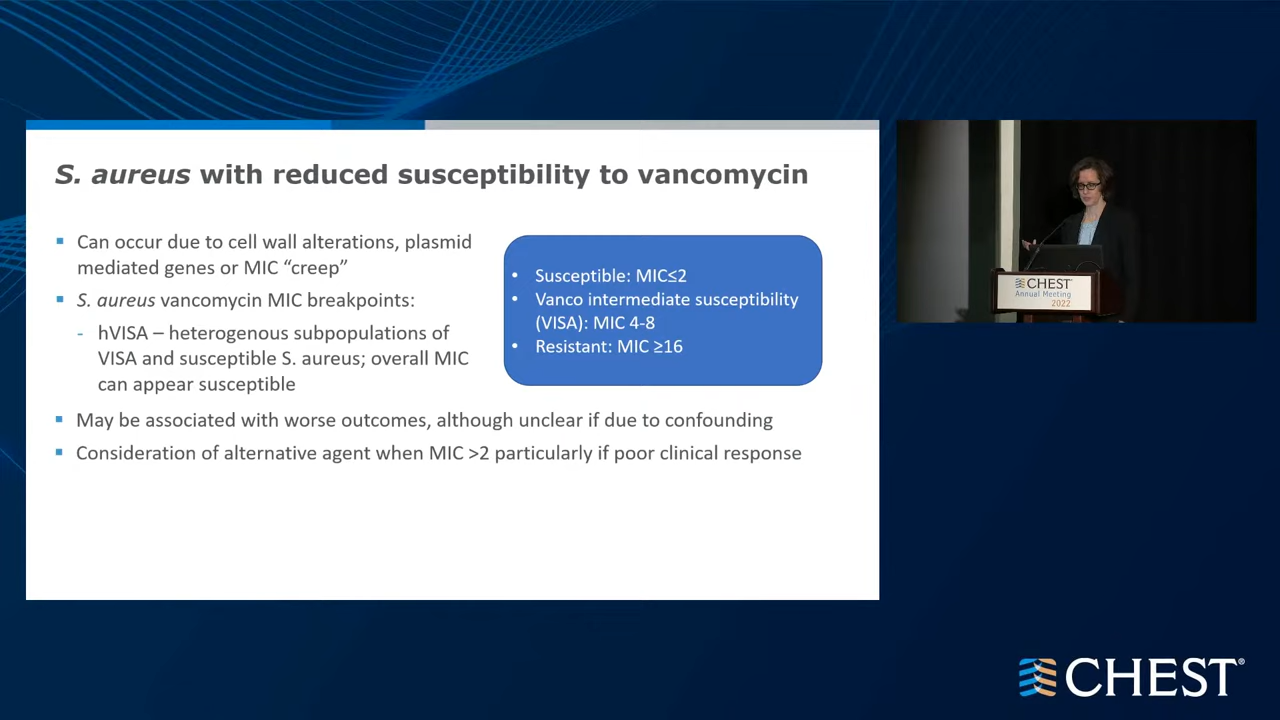 S. aureus with reduced susceptibility to vancomycin
Can occur due to cell wall alterations, plasmid
mediated genes or MIC “creep”
S. aureus vancomycin MIC breakpoints:
- hVISA – heterogenous subpopulations of
VISA and susceptible S. aureus; overall MIC
can appear susceptible
• Susceptible: MIC≤2
• Vanco intermediate susceptibility
(VISA): MIC 4-8
• Resistant: MIC ≥16
May be associated with worse outcomes, although unclear if due to confounding
Consideration of alternative agent when MIC >2 particularly if poor clinical response
CHEST
Annual Meeting
2022
CHEST®